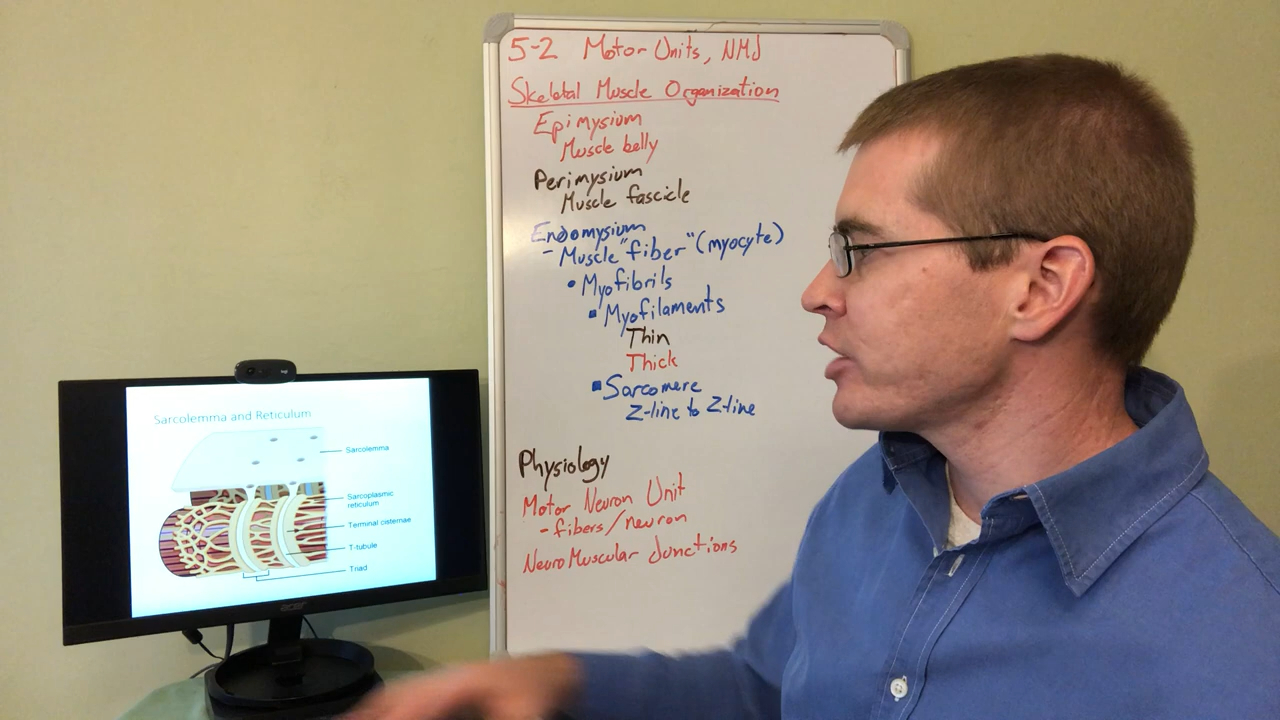 5-2 Motor Units, NMJ
Skeletal Muscle Organization
Epimysium
Muscle belly
Perimysium
Muscle fascicle
Endomysium
- Muscle "fiber" (myocyte)
• Myofibrils
▪ Myofilaments
Thin
Thick
▪ Sarcomere
Z-line to Z-line
Physiology
Motor Neuron Unit
- fibers/neuron
NeuroMuscular Junctions
Sarcolemma and Reticulum
Sarcolemma
Sarcoplasmic
reticulum
Terminal cisternae
T-tubule
Triad
acer